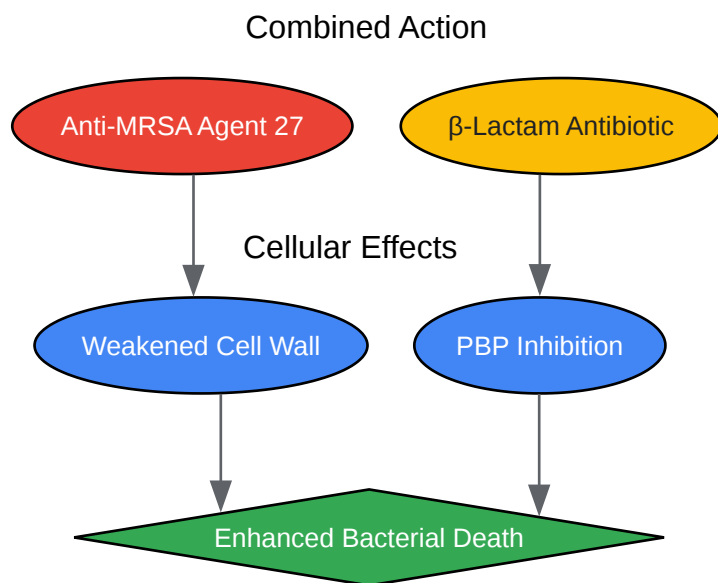 Combined Action
Anti-MRSA Agent 27
β-Lactam Antibiotic
Cellular Effects
Weakened Cell Wall
PBP Inhibition
Enhanced Bacterial Death